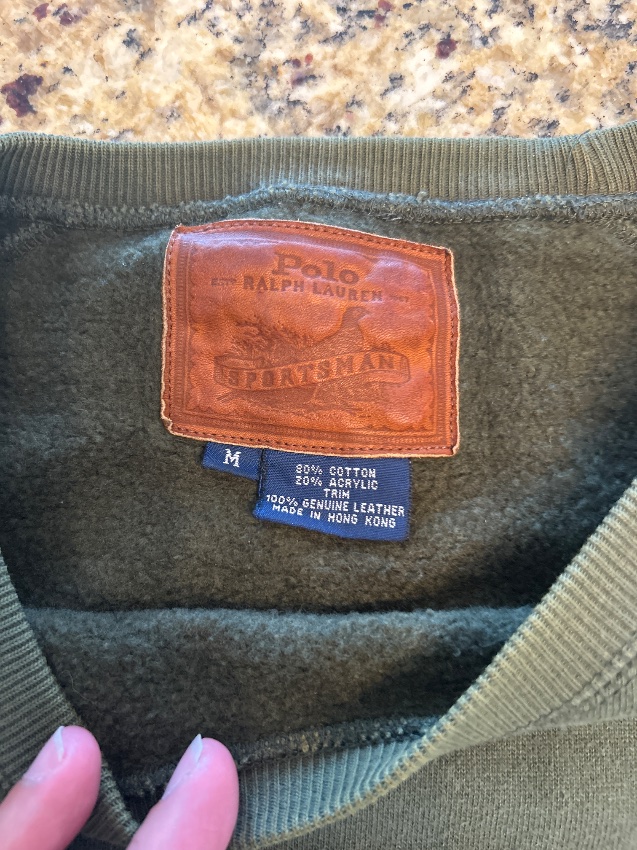 Polo
RALPH LAUREN
SPORTSMAN
M
80% COTTON
20% ACRYLIC
TRIM
100% GENUINE LEATHER
MADE IN HONG KONG